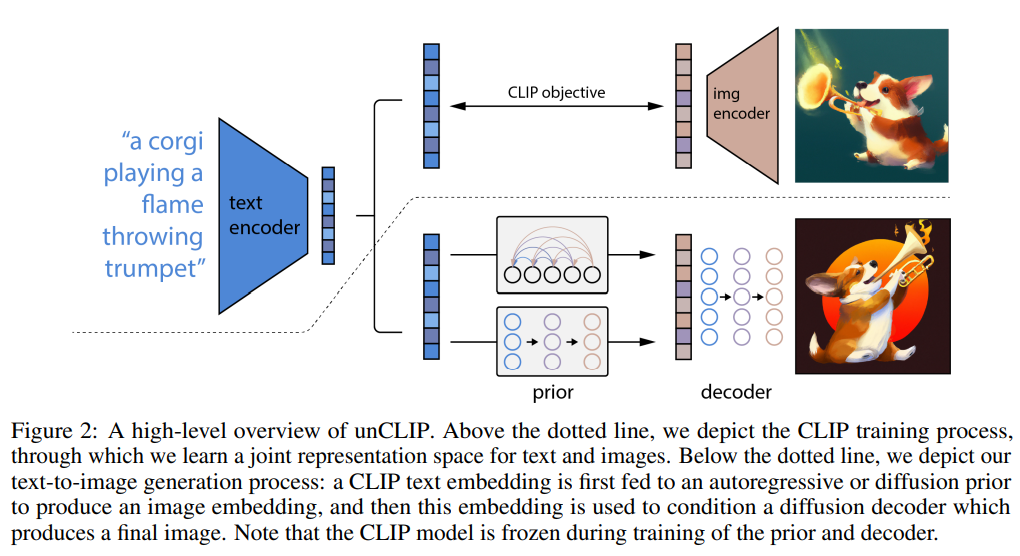 “a corgi
playing a
flame
throwing
trumpet”
text
encoder
CLIP objective
img
encoder
prior
decoder
Figure 2: A high-level overview of unCLIP. Above the dotted line, we depict the CLIP training process,
through which we learn a joint representation space for text and images. Below the dotted line, we depict our
text-to-image generation process: a CLIP text embedding is first fed to an autoregressive or diffusion prior
to produce an image embedding, and then this embedding is used to condition a diffusion decoder which
produces a final image. Note that the CLIP model is frozen during training of the prior and decoder.